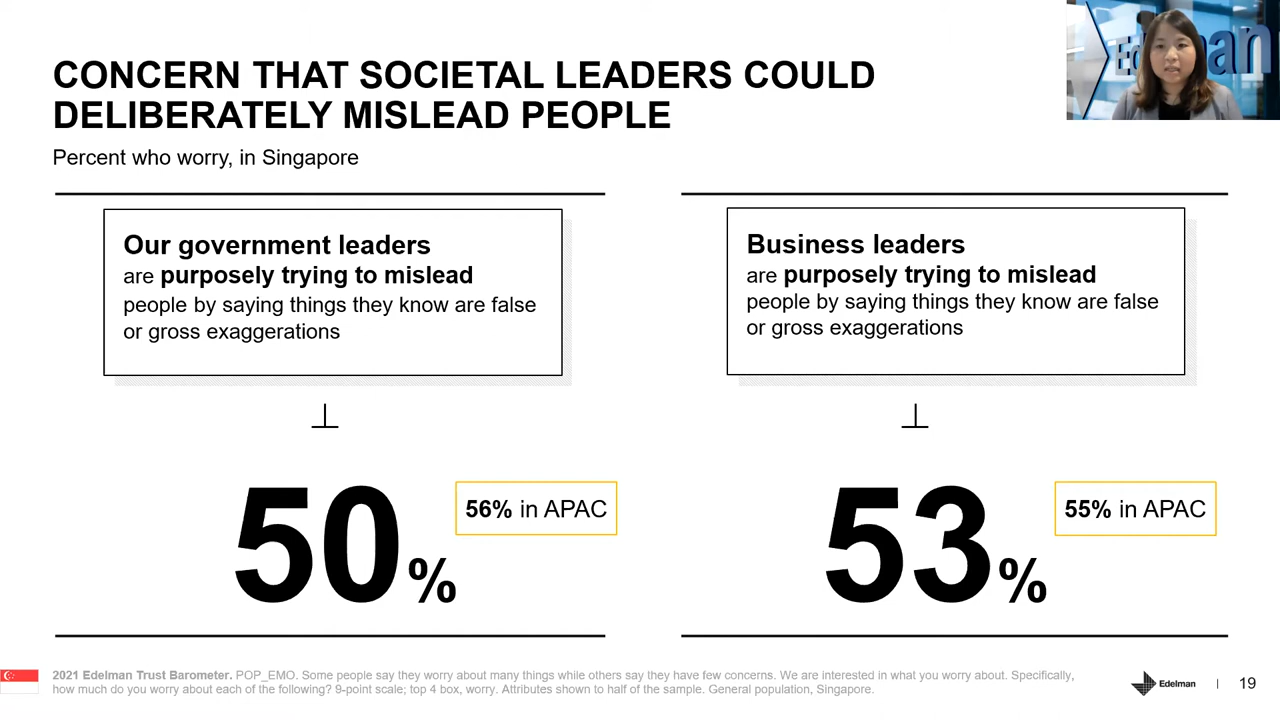 CONCERN THAT SOCIETAL LEADERS COULD
DELIBERATELY MISLEAD PEOPLE
Percent who worry, in Singapore
Edelman
Our government leaders
are purposely trying to mislead
people by saying things they know are false
or gross exaggerations
Business leaders
are purposely trying to mislead
people by saying things they know are false
or gross exaggerations
50%
56% in APAC
53%
55% in APAC
2021 Edelman Trust Barometer. POP_EMO. Some people say they worry about many things while others say they have few concerns. We are interested in what you worry about. Specifically,
how much do you worry about each of the following? 9-point scale; top 4 box, worry. Attributes shown to half of the sample. General population, Singapore.
Edelman
19